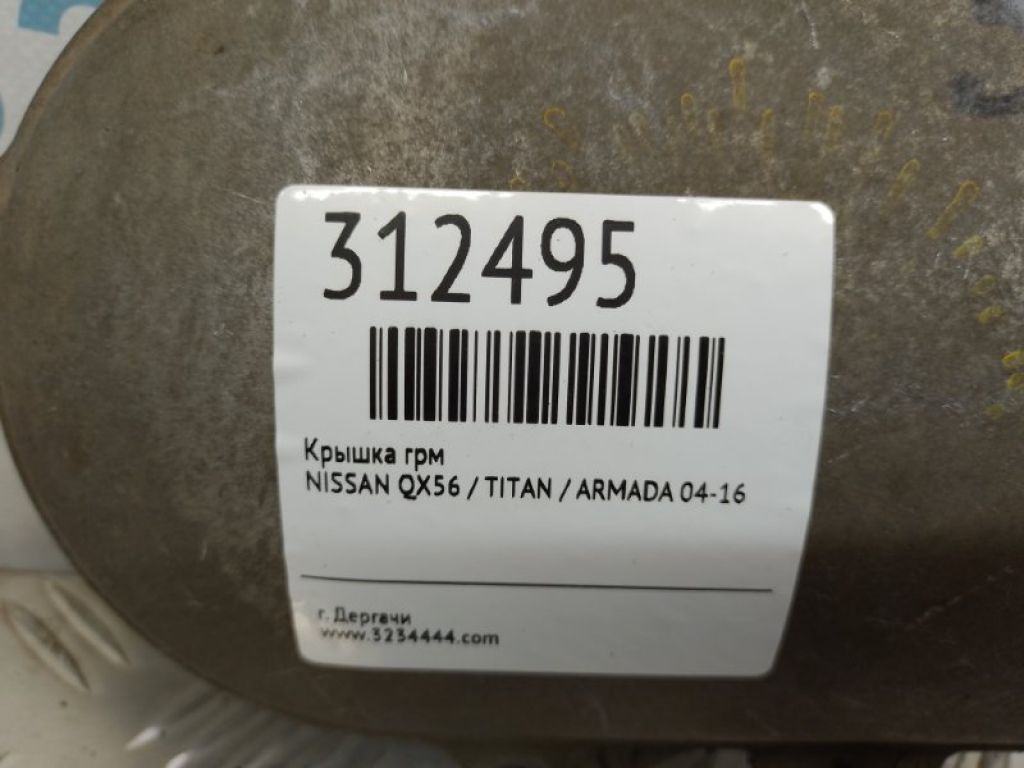 312495
Крышка грм
NISSAN QX56 / TITAN / ARMADA 04-16
г. Дергачи
www.3234444.com